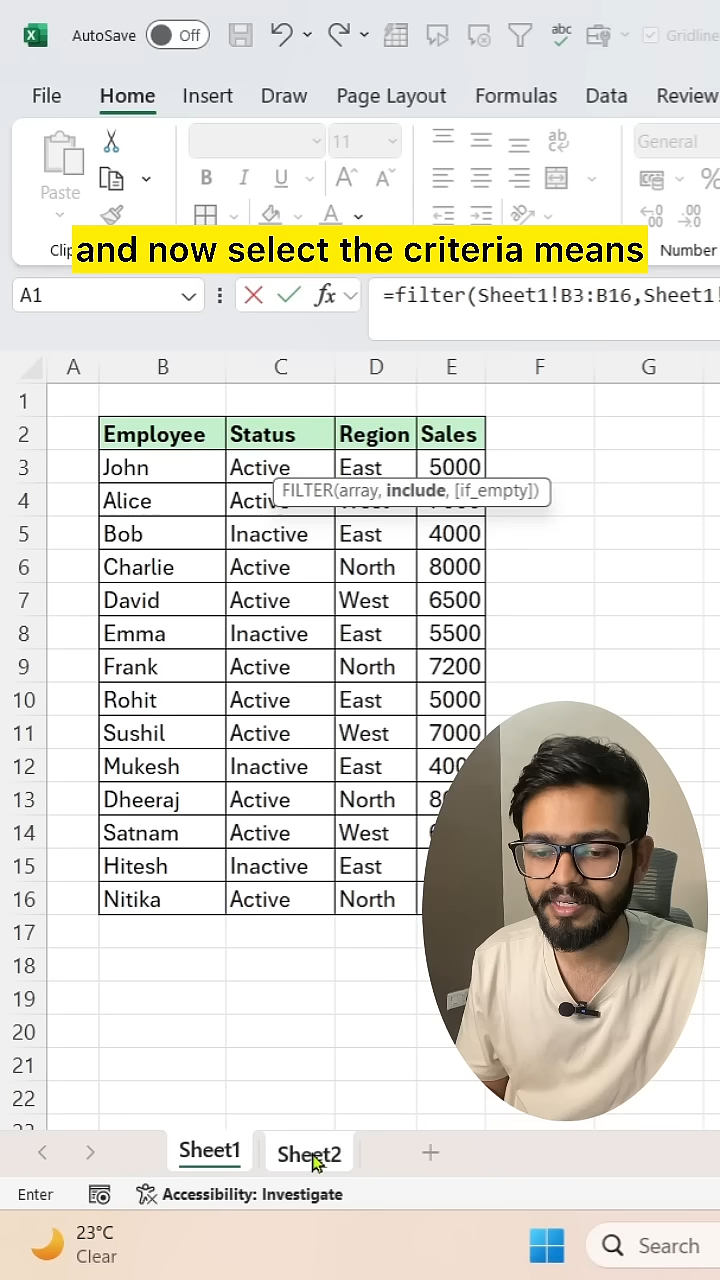 AutoSave Off abc Gridline
File Home Insert Draw Page Layout Formulas Data Review
Paste 11 B I U A A ab General %
Clip Number
and now select the criteria means
A1 fx =filter(Sheet1!B3:B16,Sheet1!
A B C D E F G
1
2 Employee Status Region Sales
3 John Active East 5000
FILTER(array, include, [if_empty])
4 Alice
5 Bob Inactive East 4000
6 Charlie Active North 8000
7 David Active West 6500
8 Emma Inactive East 5500
9 Frank Active North 7200
10 Rohit Active East 5000
11 Sushil Active West 7000
12 Mukesh Inactive East
13 Dheeraj Active North
14 Satnam Active West
15 Hitesh Inactive East
16 Nitika Active North
17
18
19
20
21
22
Sheet1 Sheet2 +
Enter Accessibility: Investigate
23°C
Clear
Search